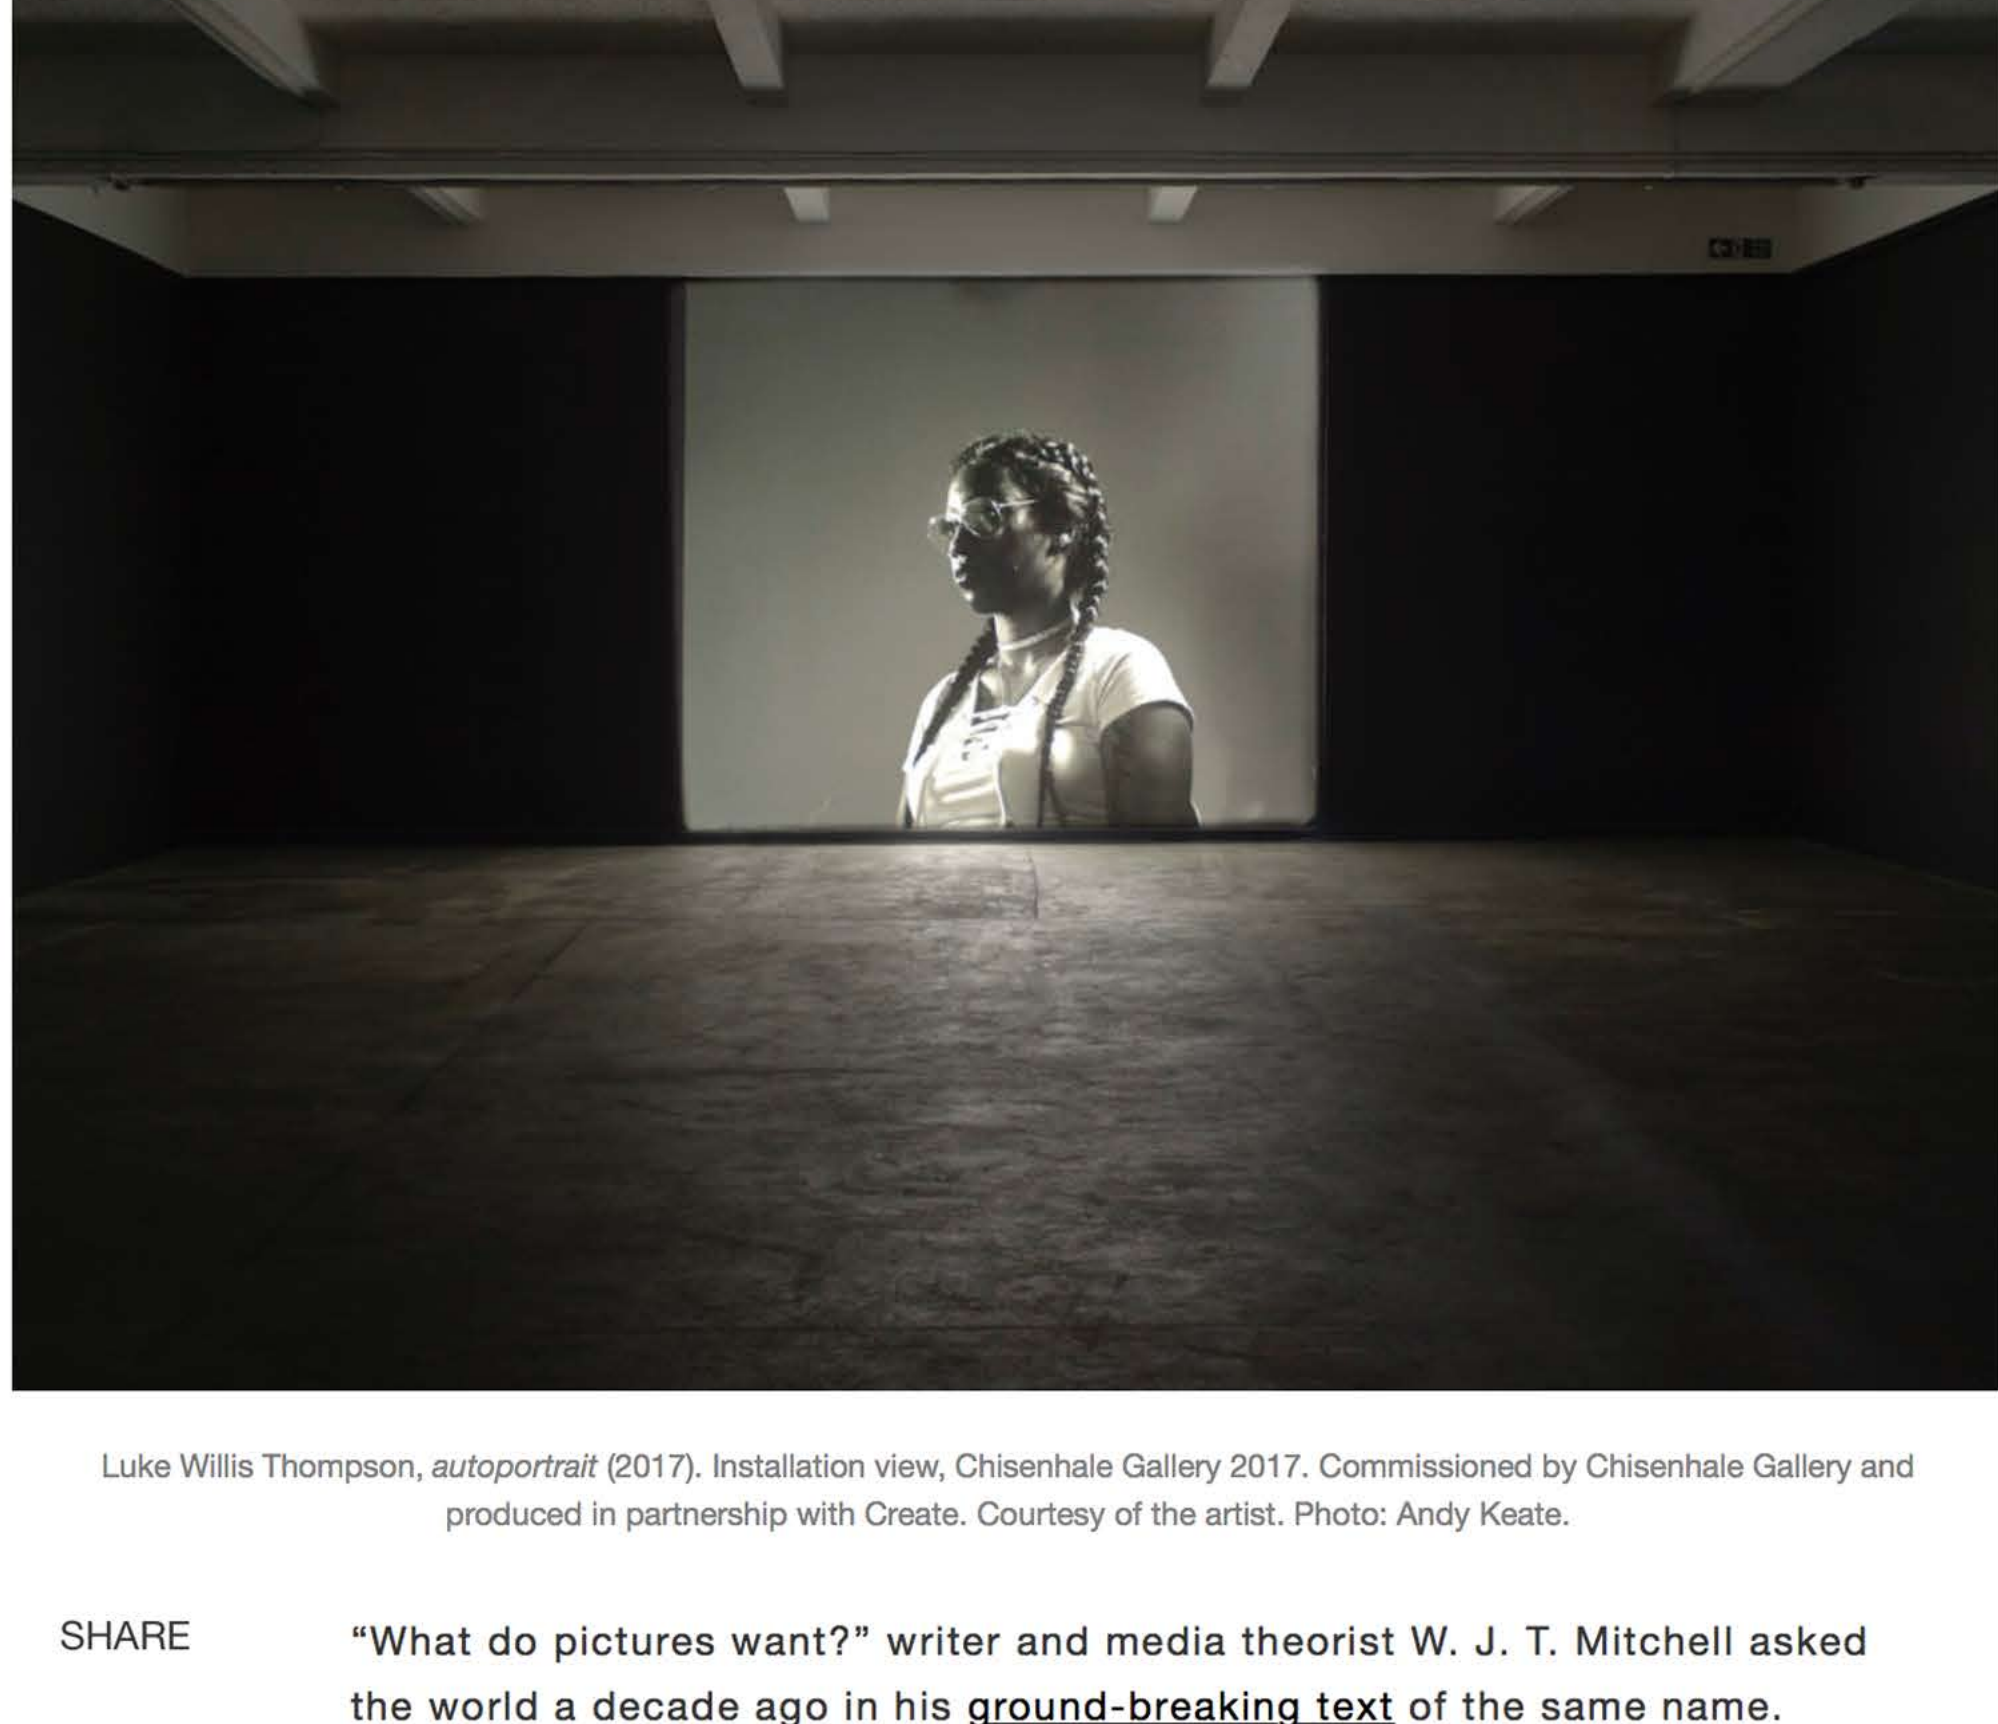 Luke Willis Thompson, autoportrait (2017). Installation view, Chisenhale Gallery 2017. Commissioned by Chisenhale Gallery and
produced in partnership with Create. Courtesy of the artist. Photo: Andy Keate.
SHARE
“What do pictures want?” writer and media theorist W. J. T. Mitchell asked
the world a decade ago in his ground-breaking text of the same name.